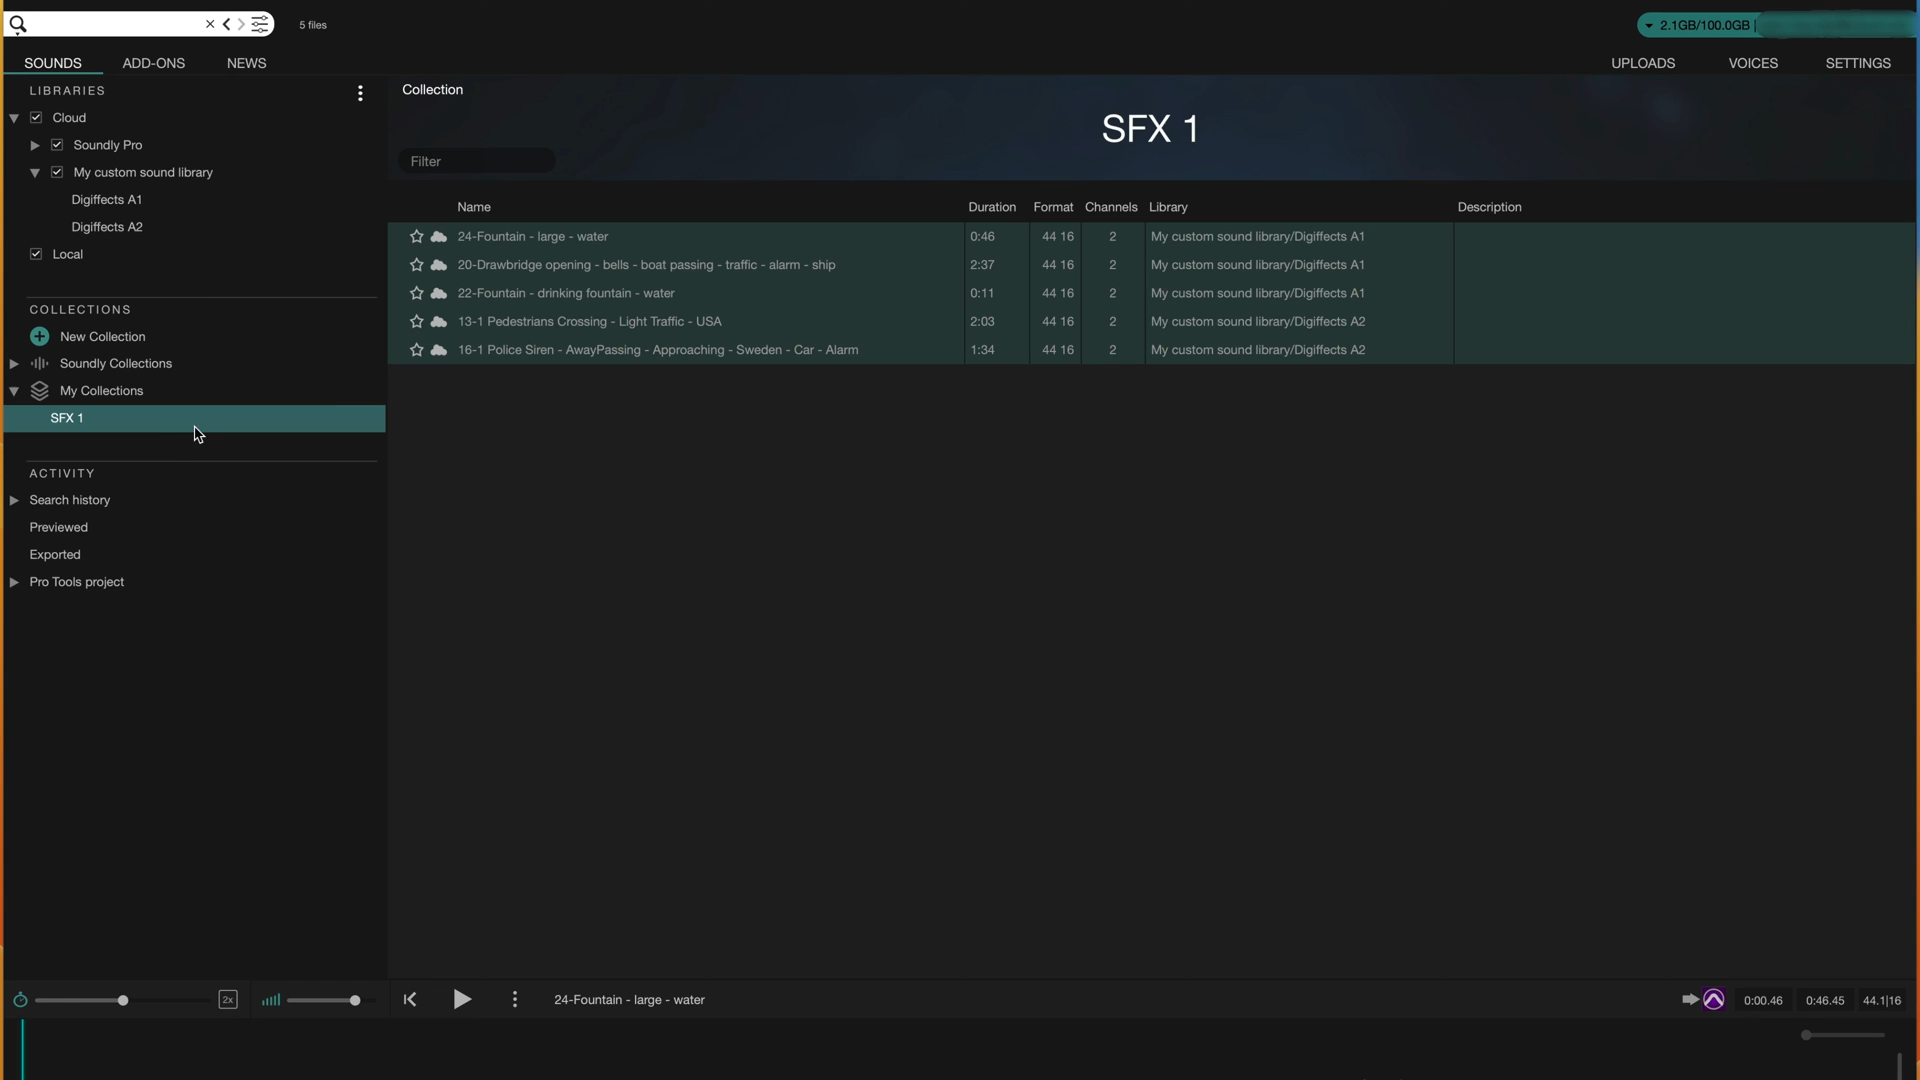 5 files
2.1GB/100.0GB |
SOUNDS ADD-ONS NEWS UPLOADS VOICES SETTINGS
LIBRARIES
Cloud
Soundly Pro
My custom sound library
Digiffects A1
Digiffects A2
Local
COLLECTIONS
New Collection
Soundly Collections
My Collections
SFX 1
ACTIVITY
Search history
Previewed
Exported
Pro Tools project
Collection
SFX 1
Filter
Name Duration Format Channels Library Description
24-Fountain - large - water 0:46 44 16 2 My custom sound library/Digiffects A1
20-Drawbridge opening - bells - boat passing - traffic - alarm - ship 2:37 44 16 2 My custom sound library/Digiffects A1
22-Fountain - drinking fountain - water 0:11 44 16 2 My custom sound library/Digiffects A1
13-1 Pedestrians Crossing - Light Traffic - USA 2:03 44 16 2 My custom sound library/Digiffects A2
16-1 Police Siren - AwayPassing - Approaching - Sweden - Car - Alarm 1:34 44 16 2 My custom sound library/Digiffects A2
2x 24-Fountain - large - water 0:00.46 0:46.45 44.1|16